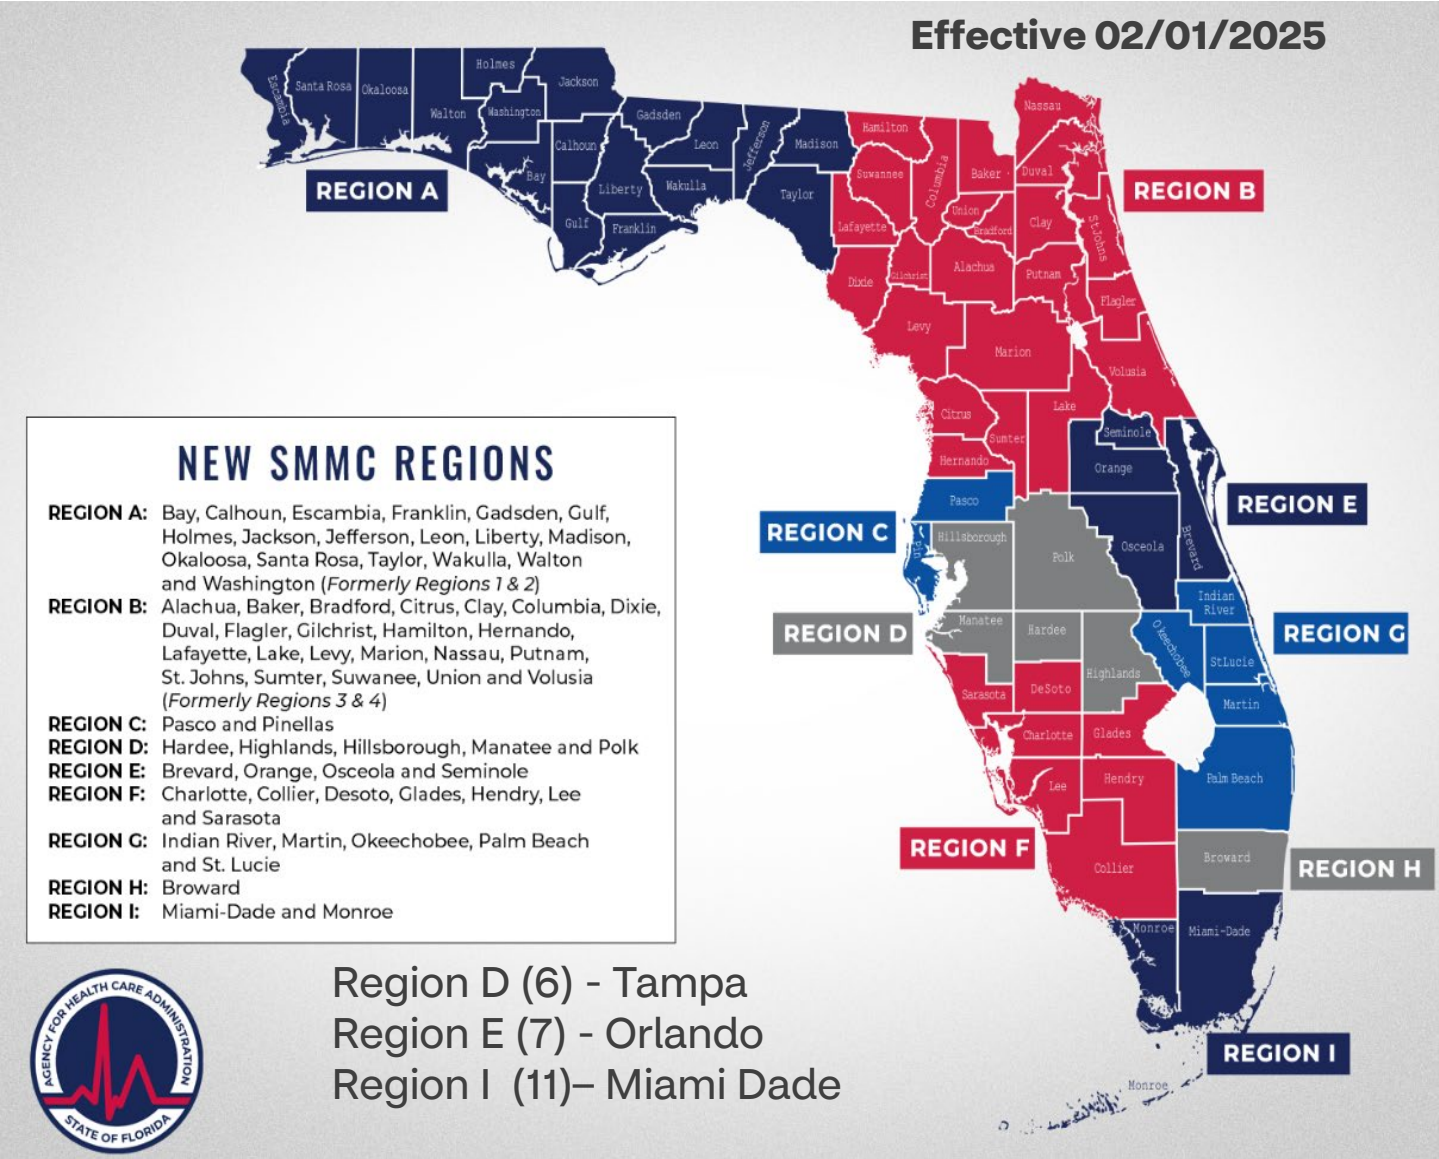 Effective 02/01/2025
Escambia
Santa Rosa
Okaloosa
Walton
Holmes
Washington
Jackson
Bay
Calhoun
Gulf
Liberty
Gadsden
Franklin
Leon
Wakulla
Jefferson
Madison
Taylor
REGION A
Hamilton
Suwannee
Lafayette
Columbia
Baker
Nassau
Duval
Union
Bradford
Clay
StJohns
Dixie
Gilchrist
Alachua
Putnam
Flagler
Levy
Marion
Volusia
Citrus
Sumter
Lake
Hernando
REGION B
Seminole
Orange
Osceola
Brevard
REGION E
Pasco
Pin
REGION C
Hillsborough
Polk
Manatee
Hardee
Highlands
REGION D
Indian
River
Okeechobee
StLucie
Martin
Palm Beach
REGION G
Sarasota
DeSoto
Charlotte
Glades
Lee
Hendry
Collier
REGION F
Broward
REGION H
Monroe
Miami-Dade
Monroe
REGION I
NEW SMMC REGIONS
REGION A: Bay, Calhoun, Escambia, Franklin, Gadsden, Gulf,
Holmes, Jackson, Jefferson, Leon, Liberty, Madison,
Okaloosa, Santa Rosa, Taylor, Wakulla, Walton
and Washington (Formerly Regions 1 & 2)
REGION B: Alachua, Baker, Bradford, Citrus, Clay, Columbia, Dixie,
Duval, Flagler, Gilchrist, Hamilton, Hernando,
Lafayette, Lake, Levy, Marion, Nassau, Putnam,
St. Johns, Sumter, Suwanee, Union and Volusia
(Formerly Regions 3 & 4)
REGION C: Pasco and Pinellas
REGION D: Hardee, Highlands, Hillsborough, Manatee and Polk
REGION E: Brevard, Orange, Osceola and Seminole
REGION F: Charlotte, Collier, Desoto, Glades, Hendry, Lee
and Sarasota
REGION G: Indian River, Martin, Okeechobee, Palm Beach
and St. Lucie
REGION H: Broward
REGION I: Miami-Dade and Monroe
AGENCY FOR HEALTH CARE ADMINISTRATION
STATE OF FLORIDA
Region D (6) - Tampa
Region E (7) - Orlando
Region I (11)– Miami Dade